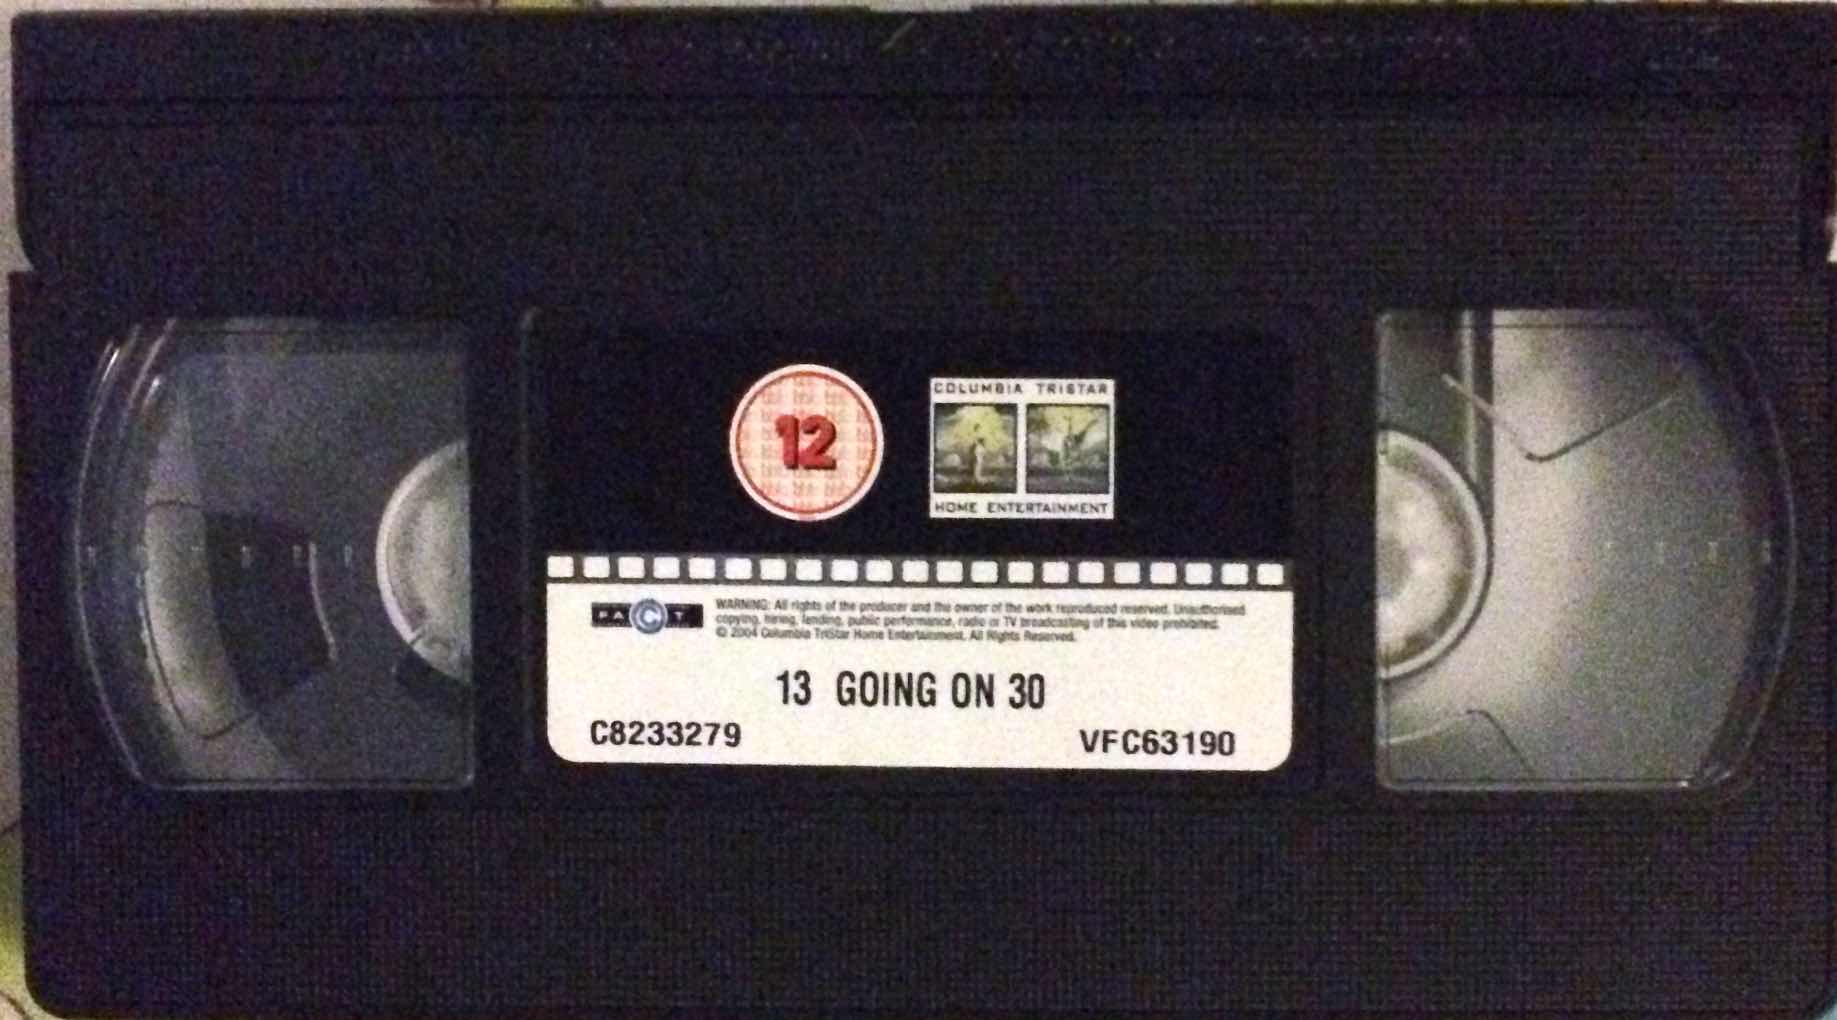 12
COLUMBIA TRISTAR
HOME ENTERTAINMENT
FACT
WARNING: All rights of the producer and the owner of the work reproduced reserved. Unauthorised
copying, hiring, lending, public performance, radio or TV broadcasting of this video prohibited.
© 2004 Columbia TriStar Home Entertainment. All Rights Reserved.
13 GOING ON 30
C8233279
VFC63190